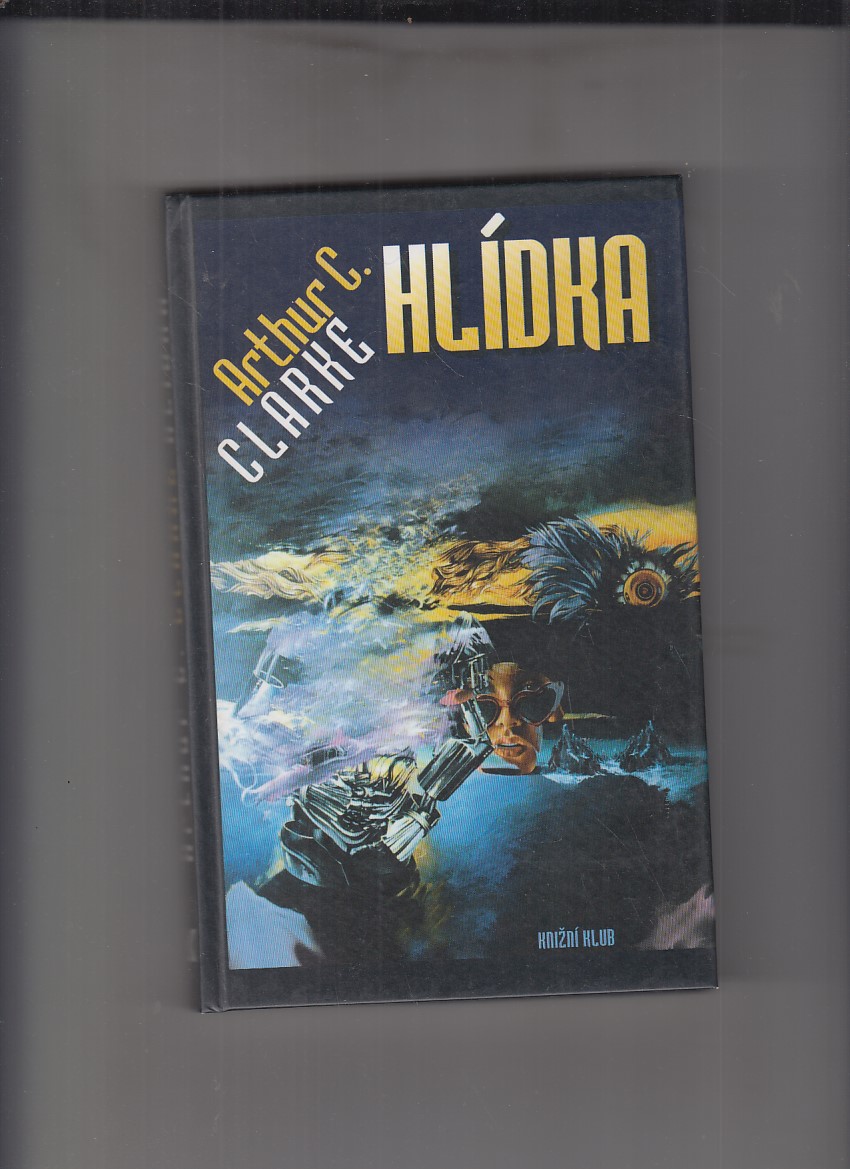 Arthur C.
CLARKE
HLÍDKA
KNIŽNÍ KLUB